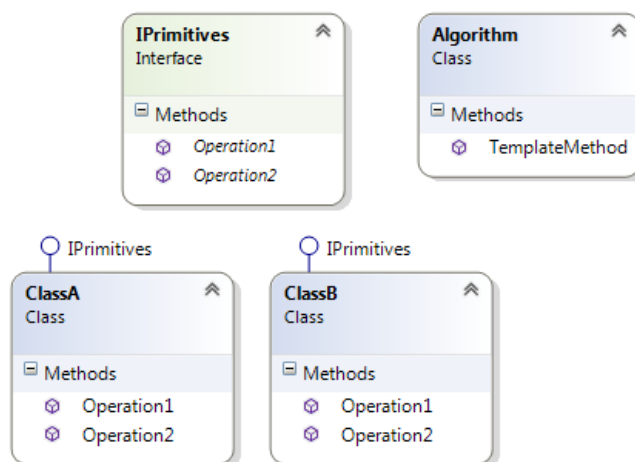 IPrimitives
Interface
Methods
Operation1
Operation2
Algorithm
Class
Methods
TemplateMethod
IPrimitives
ClassA
Class
Methods
Operation1
Operation2
IPrimitives
ClassB
Class
Methods
Operation1
Operation2